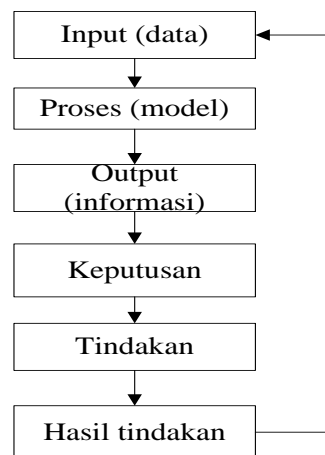 Input (data)
Proses (model)
Output
(informasi)
Keputusan
Tindakan
Hasil tindakan